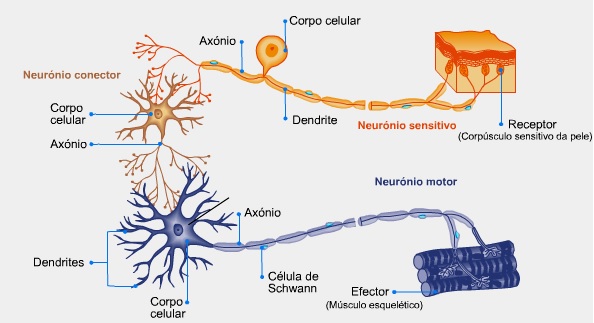 Corpo celular
Axónio
Neurónio conector
Corpo
celular
Dendrite
Neurónio sensitivo
Receptor
(Corpúsculo sensitivo da pele)
Axónio
Neurónio motor
Axónio
Dendrites
Célula de
Schwann
Efector
(Músculo esquelético)
Corpo
celular